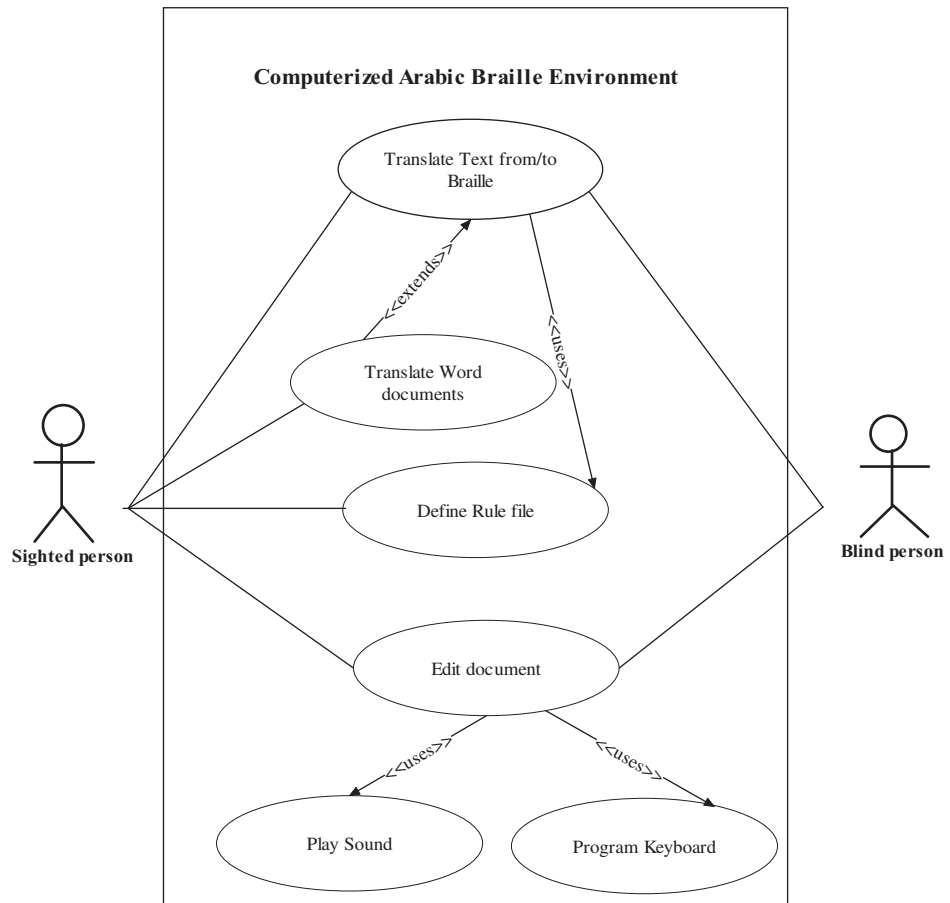 Computerized Arabic Braille Environment
Translate Text from/to
Braille
<<extends>>
<<uses>>
Translate Word
documents
Define Rule file
Sighted person
Blind person
Edit document
<<uses>>
<<uses>>
Play Sound
Program Keyboard